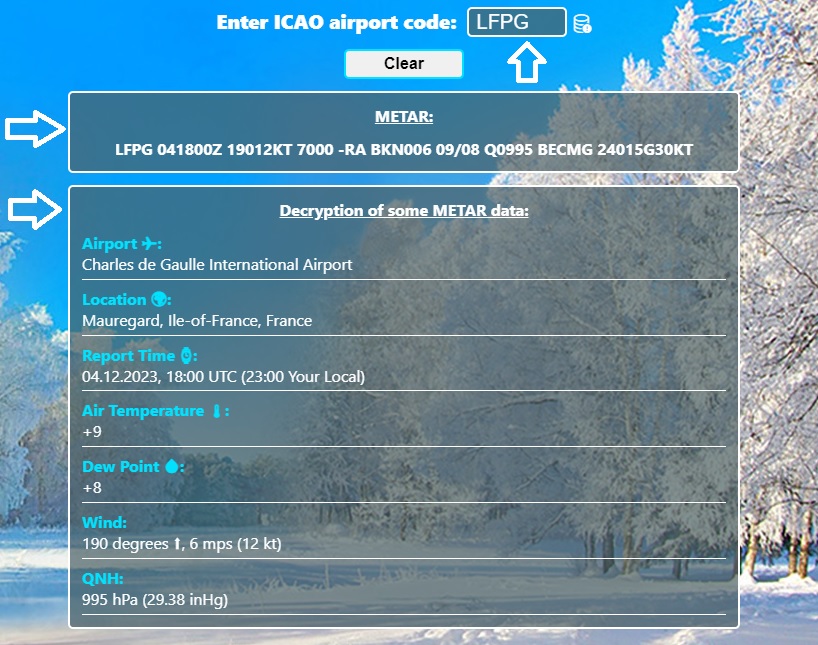 Enter ICAO airport code: LFPG
Clear
METAR:
LFPG 041800Z 19012KT 7000 -RA BKN006 09/08 Q0995 BECMG 24015G30KT
Decryption of some METAR data:
Airport :
Charles de Gaulle International Airport
Location :
Mauregard, Ile-of-France, France
Report Time :
04.12.2023, 18:00 UTC (23:00 Your Local)
Air Temperature :
+9
Dew Point :
+8
Wind:
190 degrees ⬆, 6 mps (12 kt)
QNH:
995 hPa (29.38 inHg)